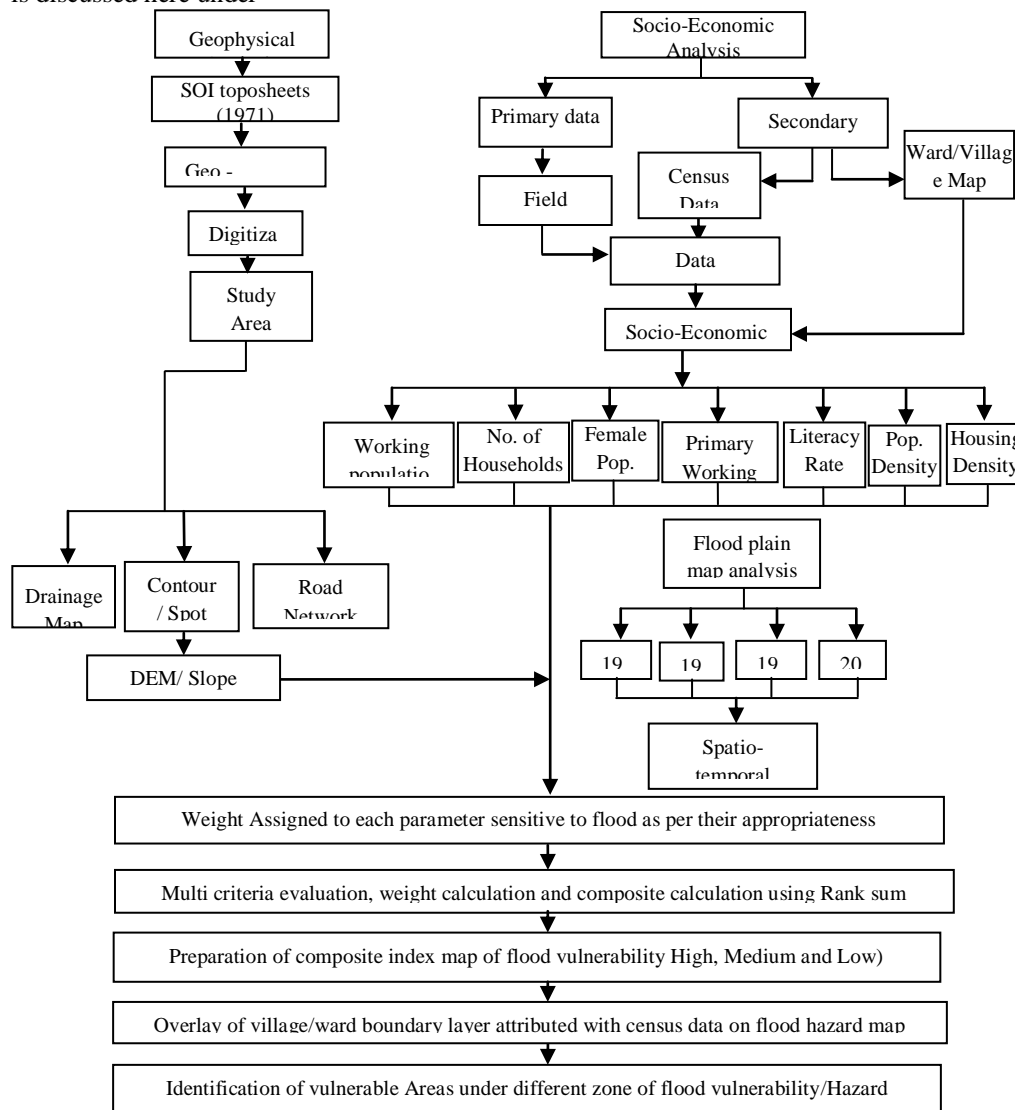 is discussed here under
Geophysical
SOI toposheets
(1971)
Geo -
Digitiza
Study
Area
Drainage
Map
Contour
/ Spot
Road
Network
DEM/ Slope
Socio-Economic
Analysis
Primary data
Secondary
Field
Census
Data
Ward/Villag
e Map
Data
Socio-Economic
Working
populatio
No. of
Households
Female
Pop.
Primary
Working
Literacy
Rate
Pop.
Density
Housing
Density
Flood plain
map analysis
19
19
19
20
Spatio-
temporal
Weight Assigned to each parameter sensitive to flood as per their appropriateness
Multi criteria evaluation, weight calculation and composite calculation using Rank sum
Preparation of composite index map of flood vulnerability High, Medium and Low)
Overlay of village/ward boundary layer attributed with census data on flood hazard map
Identification of vulnerable Areas under different zone of flood vulnerability/Hazard